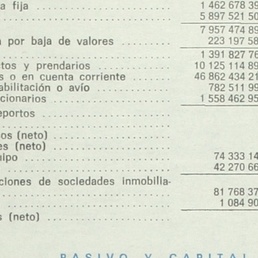 a fija 1 462 678 39
5 897 521 50
7 957 474 89
a por baja de valores 223 197 58
1 391 827 76
tos y prendarios 10 125 114 89
s o en cuenta corriente 46 862 434 21
abilitación o avío 782 511 99
cionarios 1 558 462 95
eportos
os (neto)
es (neto)
uipo 74 333 14
42 270 66
ciones de sociedades inmobilia-
81 768 37
1 084 90
s (neto)
PASIVO Y CAPITAL